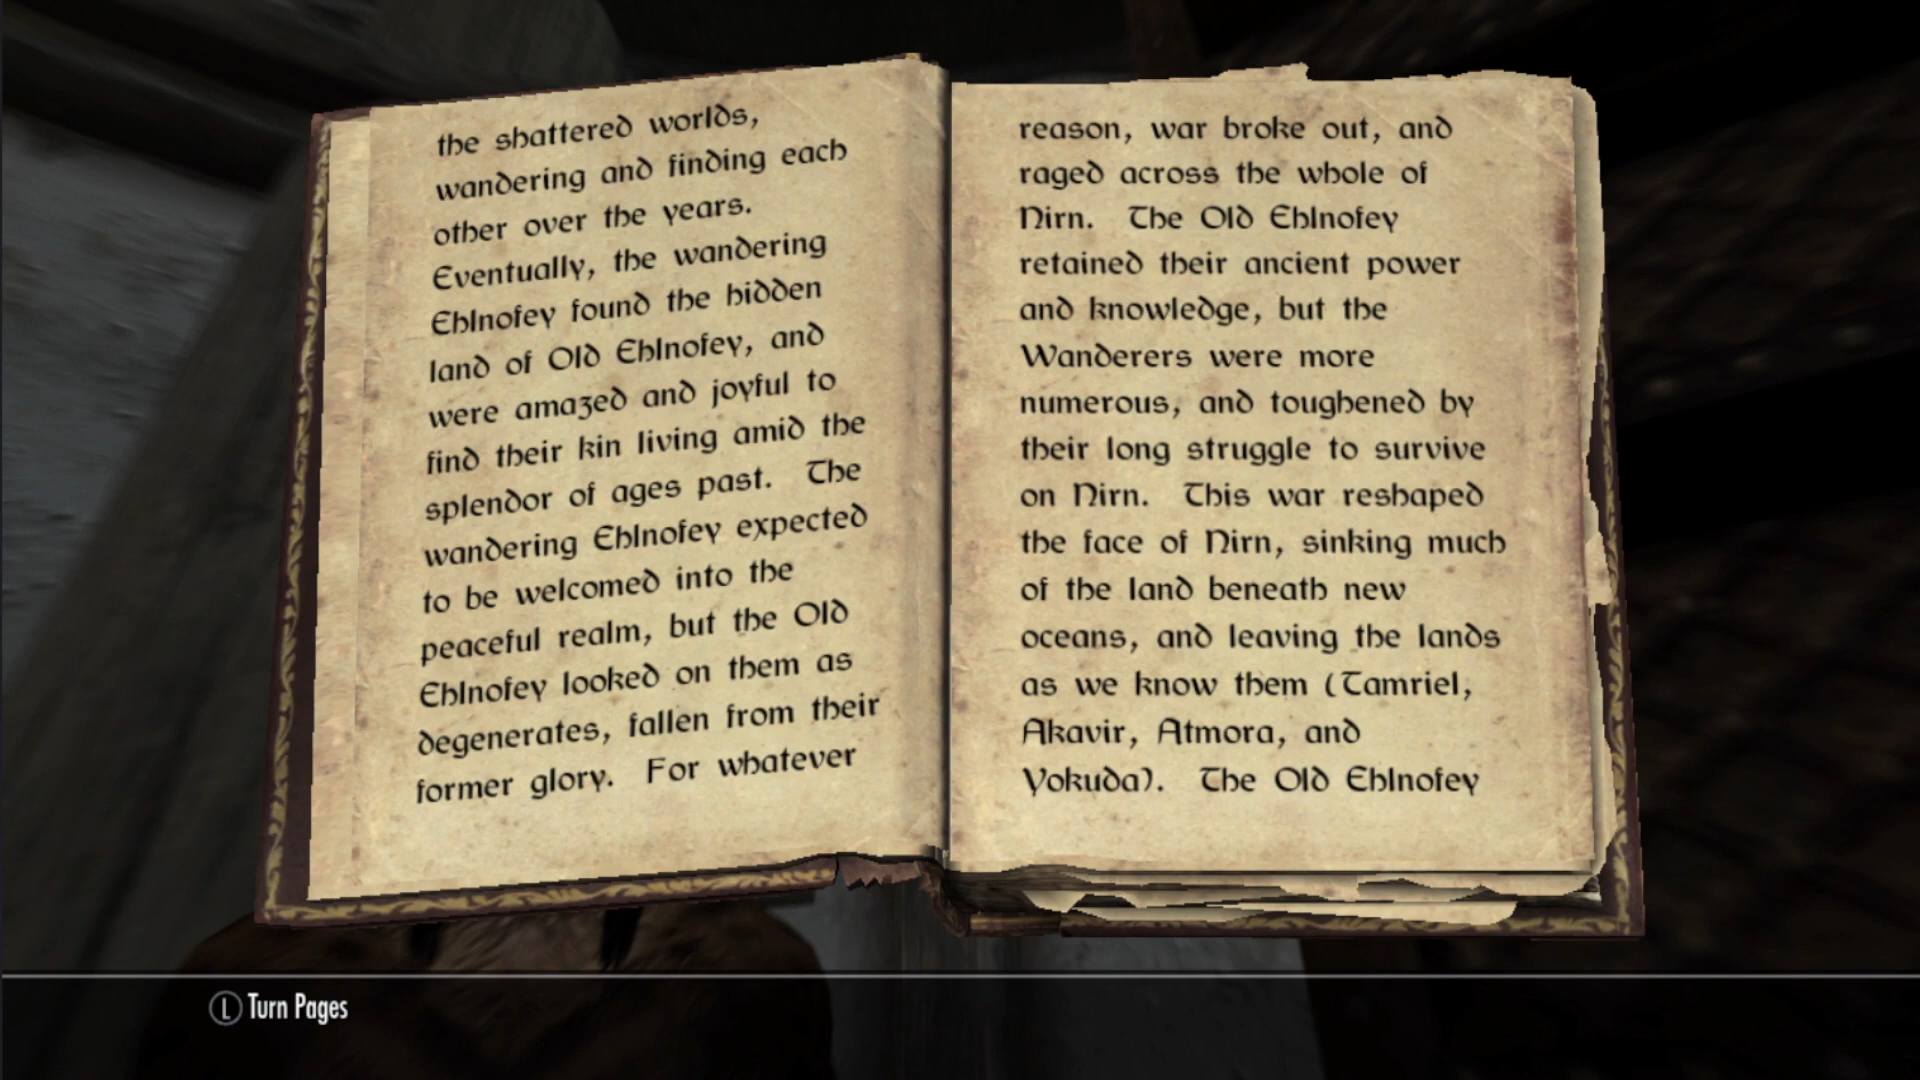 the shattered worlds,
wandering and finding each
other over the years.
Eventually, the wandering
Ehlnofey found the hidden
land of Old Ehlnofey, and
were amazed and joyful to
find their kin living amid the
splendor of ages past.  The
wandering Ehlnofey expected
to be welcomed into the
peaceful realm, but the Old
Ehlnofey looked on them as
degenerates, fallen from their
former glory.  For whatever
reason, war broke out, and
raged across the whole of
Nirn.  The Old Ehlnofey
retained their ancient power
and knowledge, but the
Wanderers were more
numerous, and toughened by
their long struggle to survive
on Nirn.  This war reshaped
the face of Nirn, sinking much
of the land beneath new
oceans, and leaving the lands
as we know them (Tamriel,
Akavir, Atmora, and
Yokuda).  The Old Ehlnofey
L Turn Pages